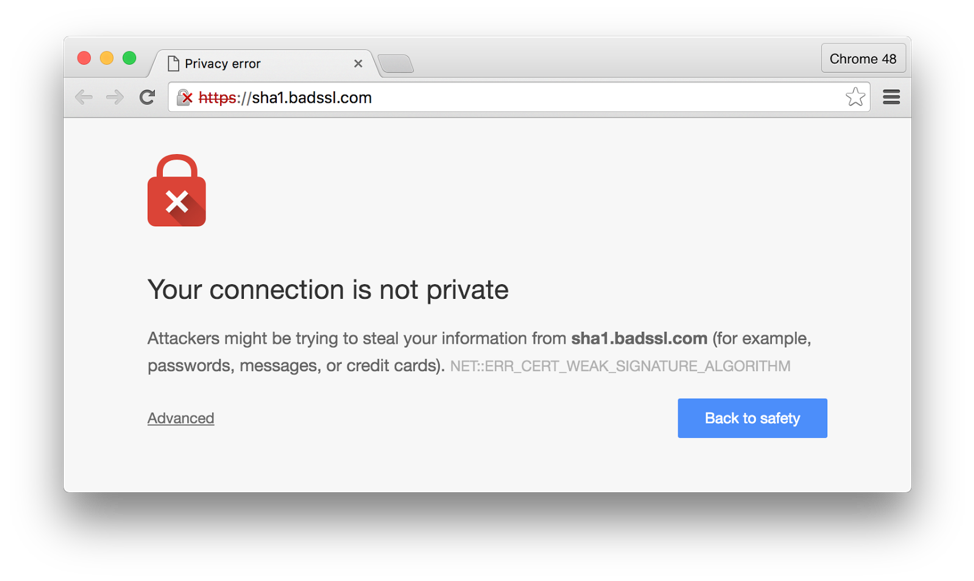 Privacy error
Chrome 48
https://sha1.badssl.com
Your connection is not private
Attackers might be trying to steal your information from sha1.badssl.com (for example,
passwords, messages, or credit cards). NET::ERR_CERT_WEAK_SIGNATURE_ALGORITHM
Advanced
Back to safety